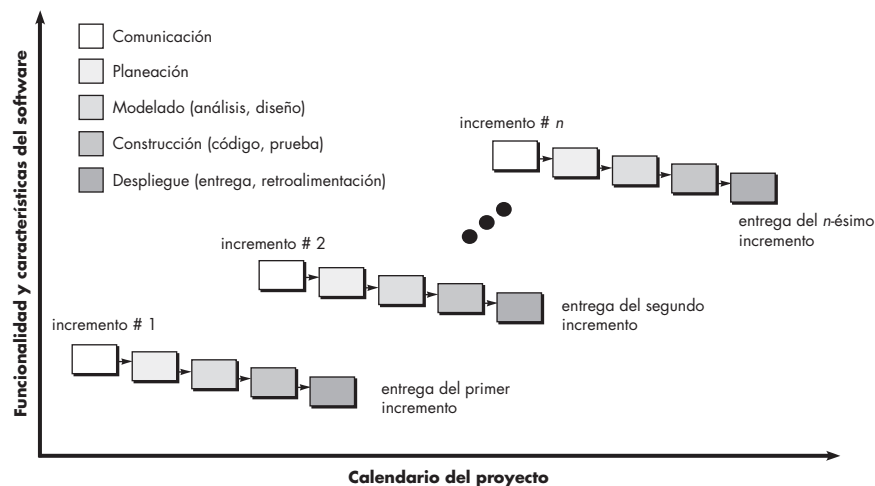 Funcionalidad y características del software
Comunicación
Planeación
Modelado (análisis, diseño)
Construcción (código, prueba)
Despliegue (entrega, retroalimentación)
incremento # n
entrega del n-ésimo
incremento
incremento # 2
entrega del segundo
incremento
incremento # 1
entrega del primer
incremento
Calendario del proyecto